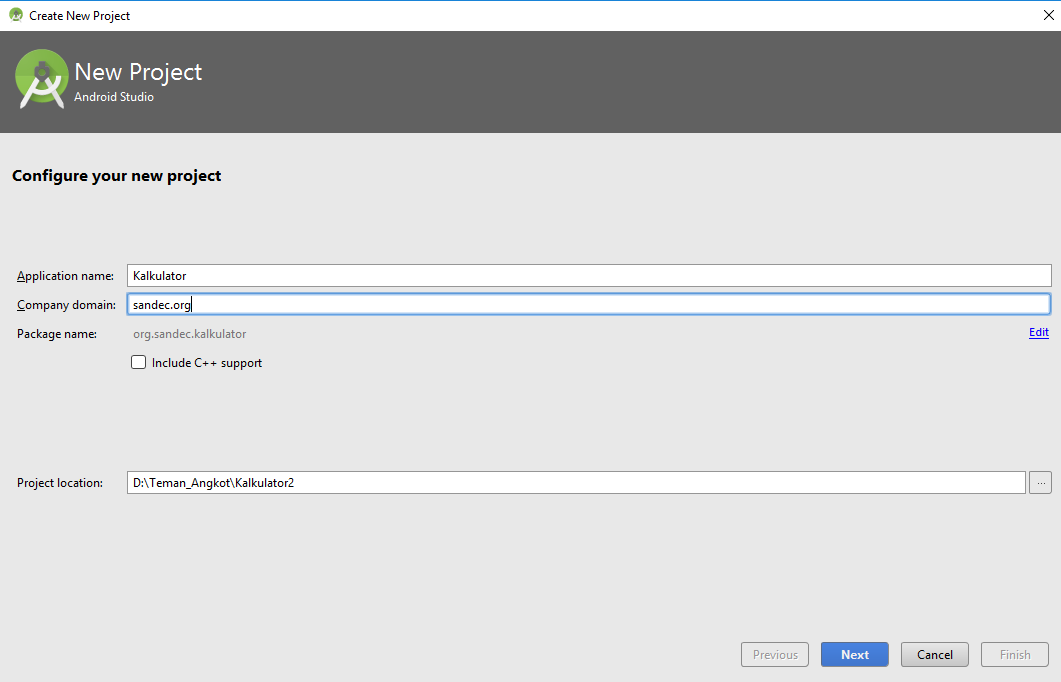 Create New Project
New Project
Android Studio
Configure your new project
Application name: Kalkulator
Company domain: sandec.org
Package name: org.sandec.kalkulator Edit
Include C++ support
Project location: D:\Teman_Angkot\Kalkulator2 ...
Previous Next Cancel Finish